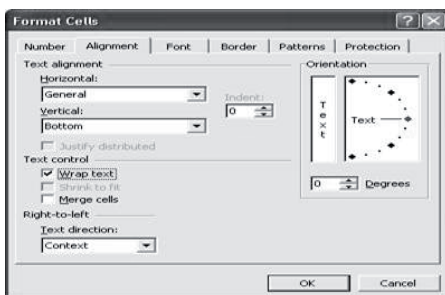 Format Cells
Number Alignment Font Border Patterns Protection
Text alignment
Horizontal:
General
Indent:
0
Vertical:
Bottom
Justify distributed
Text control
Wrap text
Shrink to fit
Merge cells
Right-to-left
Text direction:
Context
Orientation
Text
Text
0 Degrees
OK Cancel